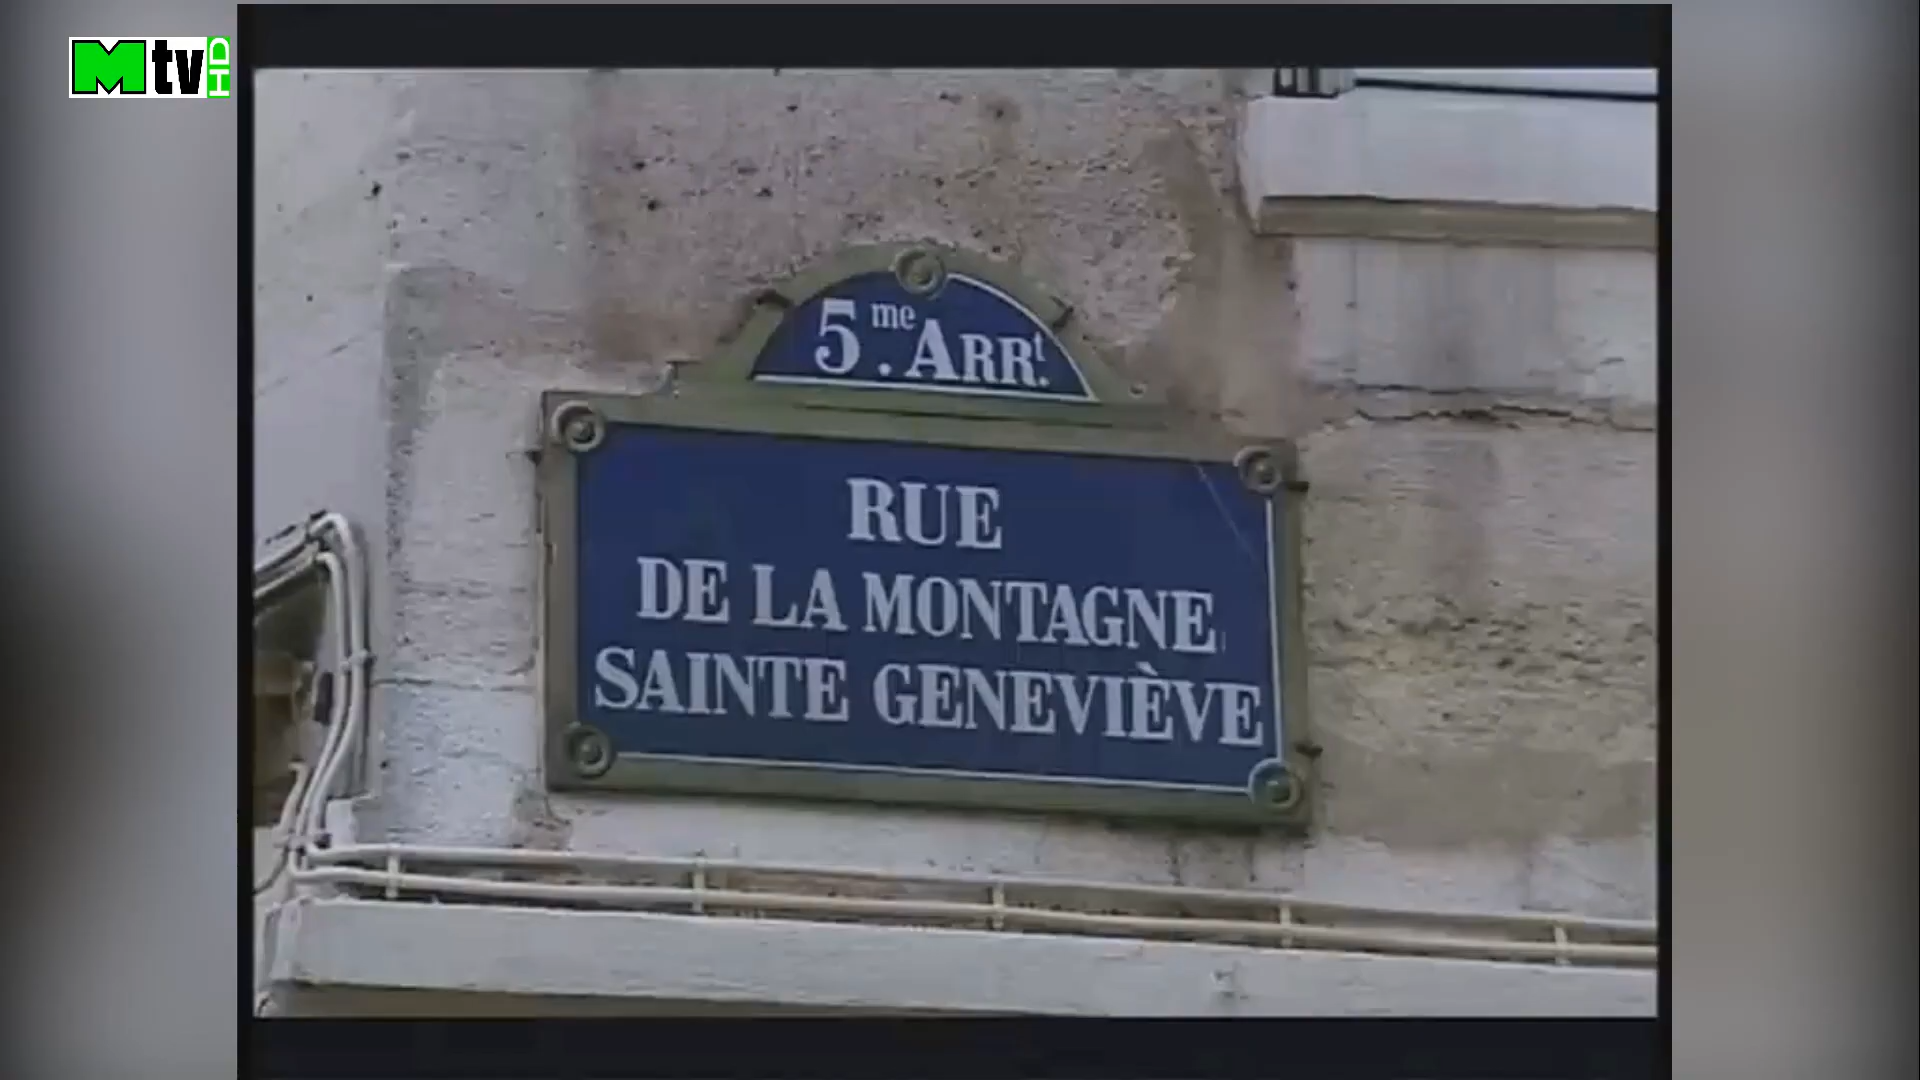 Mtv HD
5me. ARRt.
RUE
DE LA MONTAGNE
SAINTE GENEVIÈVE